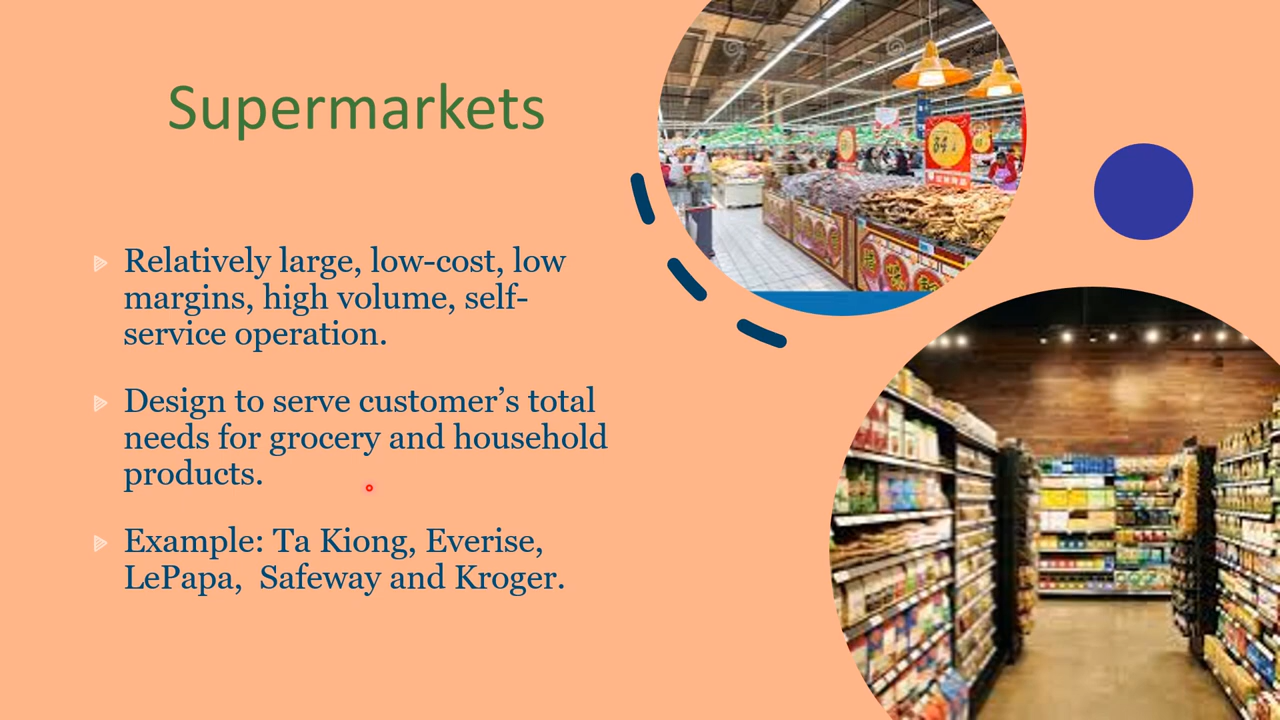 Supermarkets
Relatively large, low-cost, low
margins, high volume, self-
service operation.
Design to serve customer’s total
needs for grocery and household
products.
Example: Ta Kiong, Everise,
LePapa,  Safeway and Kroger.